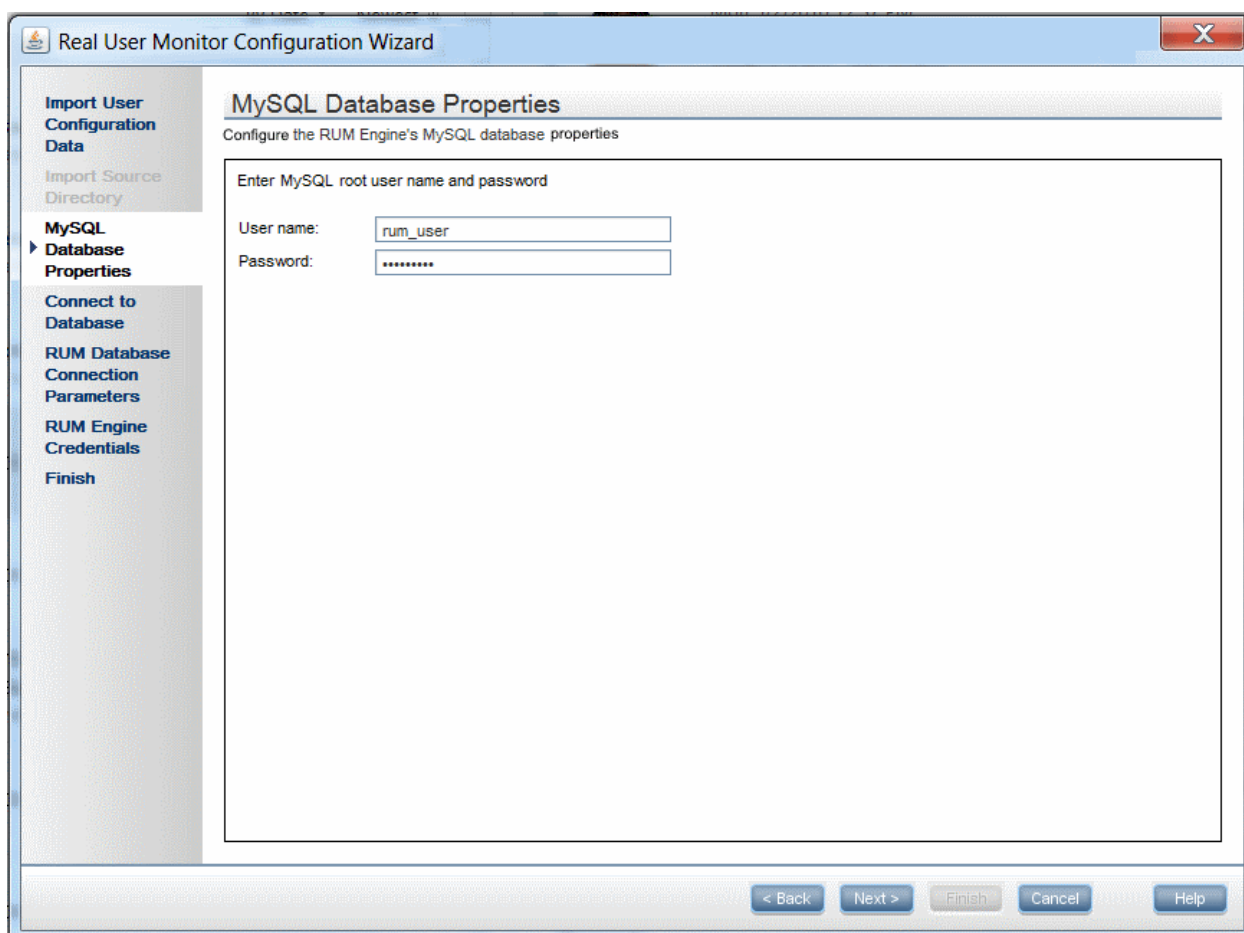 Real User Monitor Configuration Wizard
X
Import User
Configuration
Data
Import Source
Directory
MySQL
Database
Properties
Connect to
Database
RUM Database
Connection
Parameters
RUM Engine
Credentials
Finish
MySQL Database Properties
Configure the RUM Engine's MySQL database properties
Enter MySQL root user name and password
User name:
rum_user
Password:
•••••••••
< Back
Next >
Finish
Cancel
Help